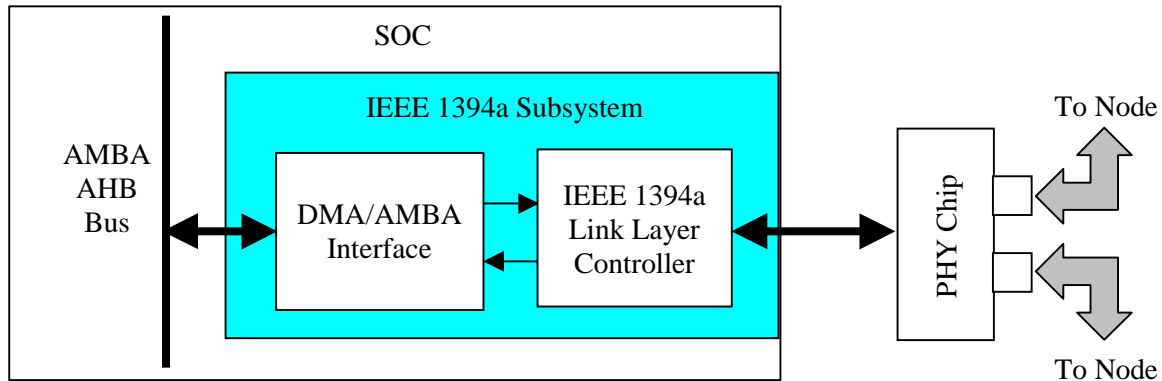 SOC
IEEE 1394a Subsystem
AMBA
AHB
Bus
DMA/AMBA
Interface
IEEE 1394a
Link Layer
Controller
PHY Chip
To Node
To Node